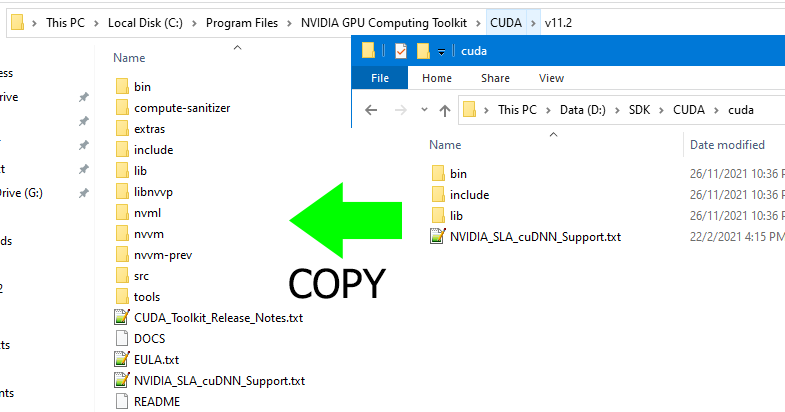 This PC > Local Disk (C:) > Program Files > NVIDIA GPU Computing Toolkit > CUDA > v11.2
cuda
File Home Share View
This PC > Data (D:) > SDK > CUDA > cuda
Name
bin
compute-sanitizer
extras
include
lib
libnvvp
nvml
nvvm
nvvm-prev
src
tools
CUDA_Toolkit_Release_Notes.txt
DOCS
EULA.txt
NVIDIA_SLA_cuDNN_Support.txt
README
Name Date modified
bin 26/11/2021 10:36 P
include 26/11/2021 10:36 P
lib 26/11/2021 10:36 P
NVIDIA_SLA_cuDNN_Support.txt 22/2/2021 4:15 PM
COPY
ess
rive
t
Drive (G:)
ds
2
ts
ents